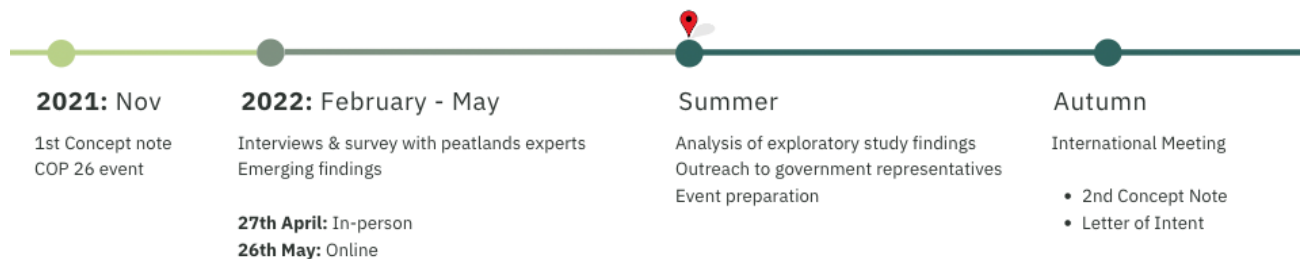 2021: Nov
1st Concept note
COP 26 event
2022: February - May
Interviews & survey with peatlands experts
Emerging findings
27th April: In-person
26th May: Online
Summer
Analysis of exploratory study findings
Outreach to government representatives
Event preparation
Autumn
International Meeting
• 2nd Concept Note
• Letter of Intent